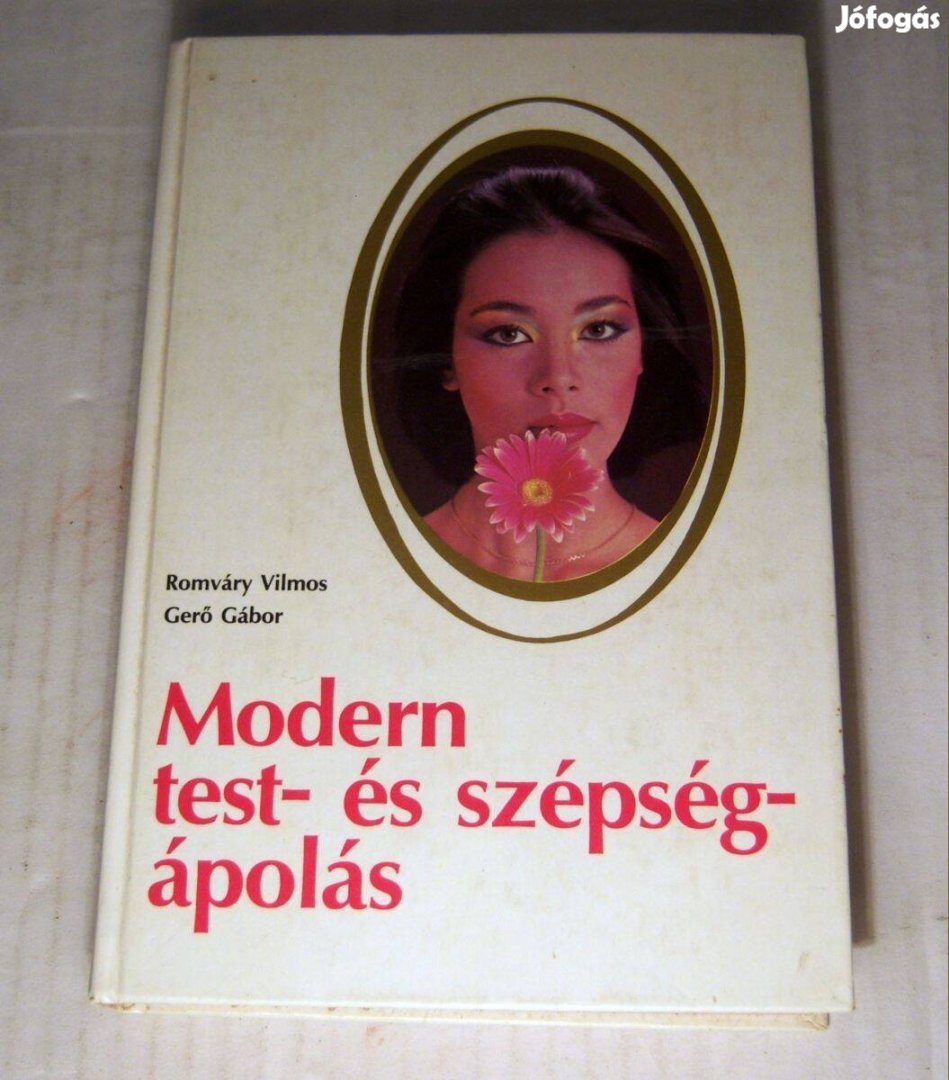 Jófogás
Romváry Vilmos
Gerő Gábor
Modern
test- és szépség-
ápolás